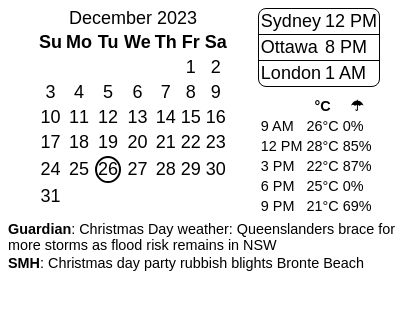 December 2023
Su Mo Tu We Th Fr Sa
1 2
3 4 5 6 7 8 9
10 11 12 13 14 15 16
17 18 19 20 21 22 23
24 25 26 27 28 29 30
31
Sydney 12 PM
Ottawa 8 PM
London 1 AM
°C ☂
9 AM 26°C 0%
12 PM 28°C 85%
3 PM 22°C 87%
6 PM 25°C 0%
9 PM 21°C 69%
Guardian: Christmas Day weather: Queenslanders brace for
more storms as flood risk remains in NSW
SMH: Christmas day party rubbish blights Bronte Beach